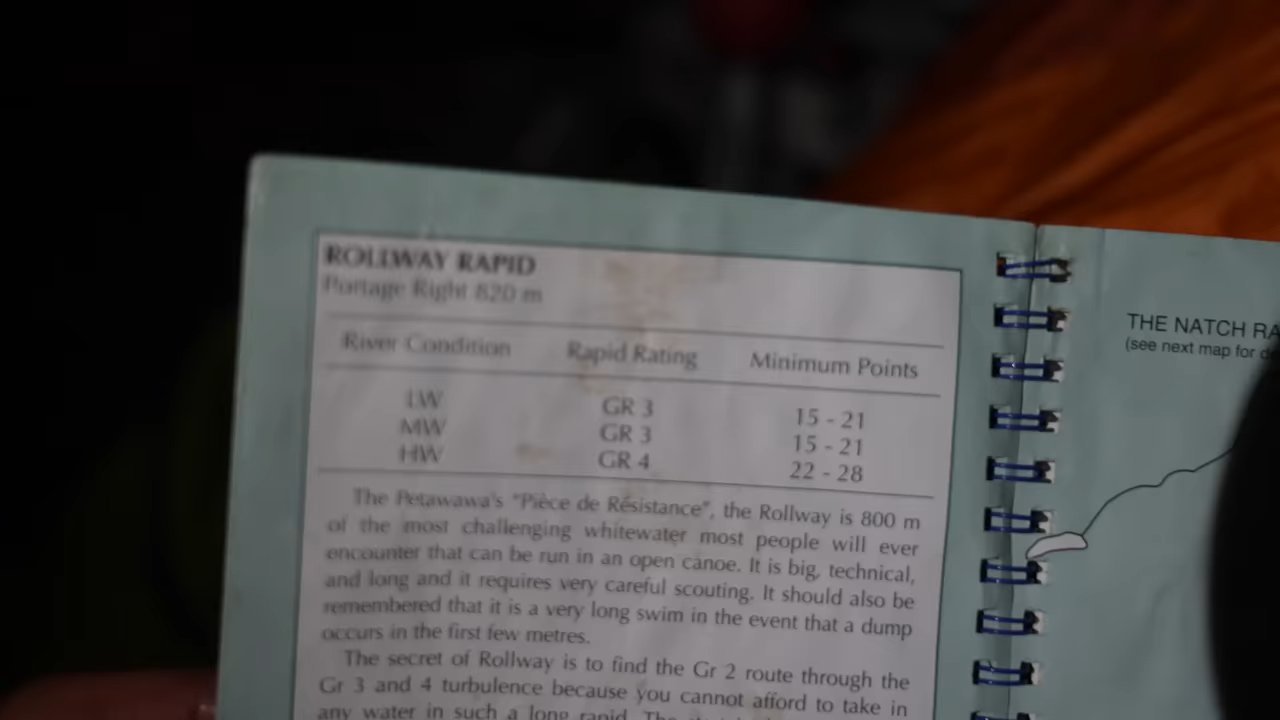 ROLLWAY RAPID
Portage Right 820 m
River Condition Rapid Rating Minimum Points
LW GR 3 15 - 21
MW GR 3 15 - 21
HW GR 4 22 - 28
The Petawawa's "Pièce de Résistance", the Rollway is 800 m
of the most challenging whitewater most people will ever
encounter that can be run in an open canoe. It is big, technical,
and long and it requires very careful scouting. It should also be
remembered that it is a very long swim in the event that a dump
occurs in the first few metres.
The secret of Rollway is to find the Gr 2 route through the
Gr 3 and 4 turbulence because you cannot afford to take in
any water in such a long rapid. The
THE NATCH RA
(see next map for d